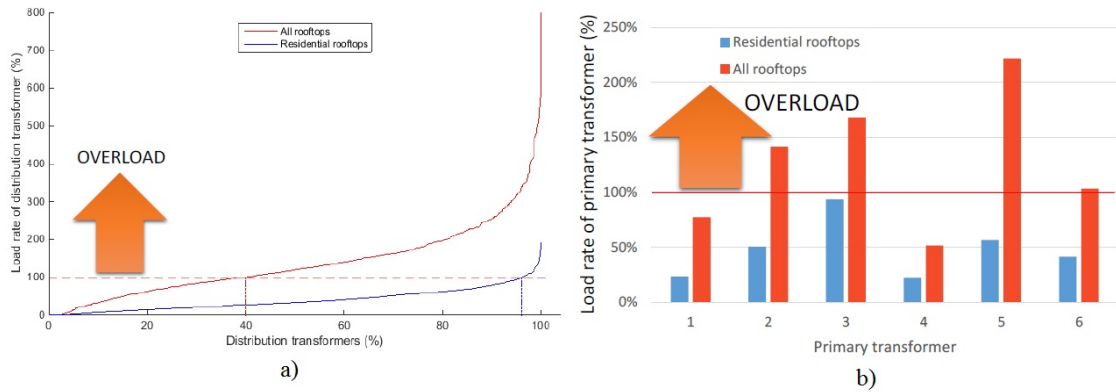 800
700
600
500
400
300
200
100
0
Load rate of distribution transformer (%)
All rooftops
Residential rooftops
OVERLOAD
0
20
40
60
80
100
Distribution transformers (%)
a)
250%
200%
150%
100%
50%
0%
Load rate of primary transformer (%)
Residential rooftops
All rooftops
OVERLOAD
1
2
3
4
5
6
Primary transformer
b)